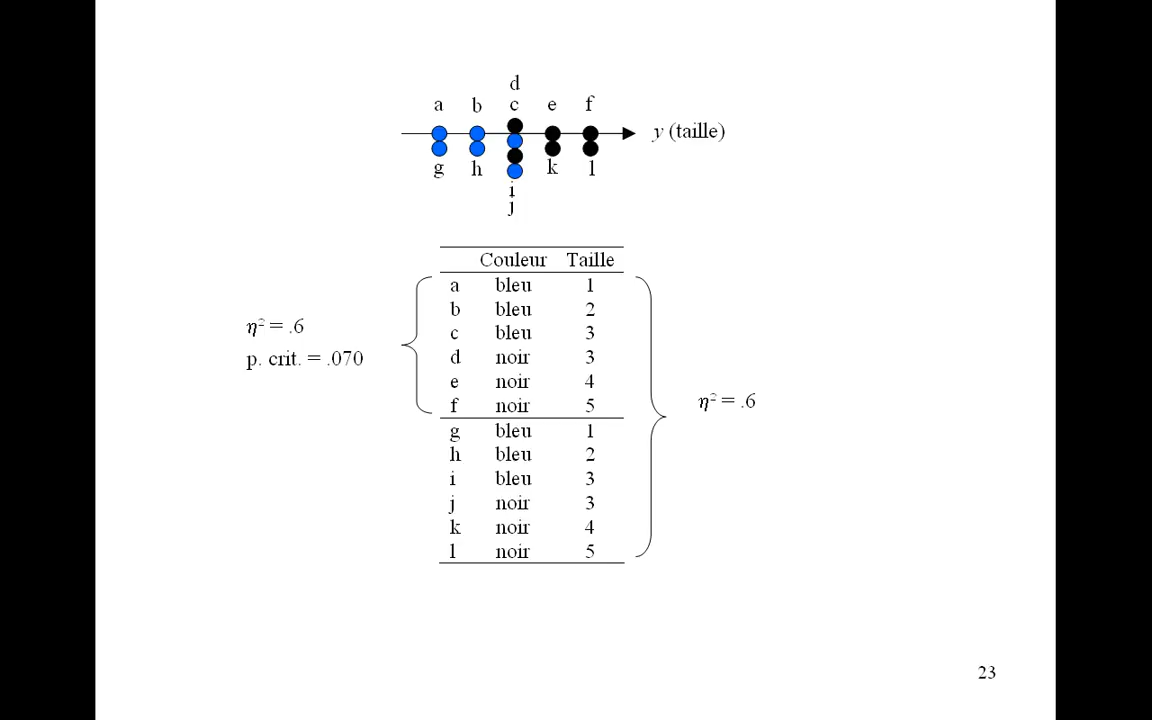 d
a b c e f
y (taille)
g h k l
i
j
Couleur Taille
a bleu 1
b bleu 2
c bleu 3
d noir 3
e noir 4
f noir 5
g bleu 1
h bleu 2
i bleu 3
j noir 3
k noir 4
l noir 5
η² = .6
p. crit. = .070
η² = .6
23